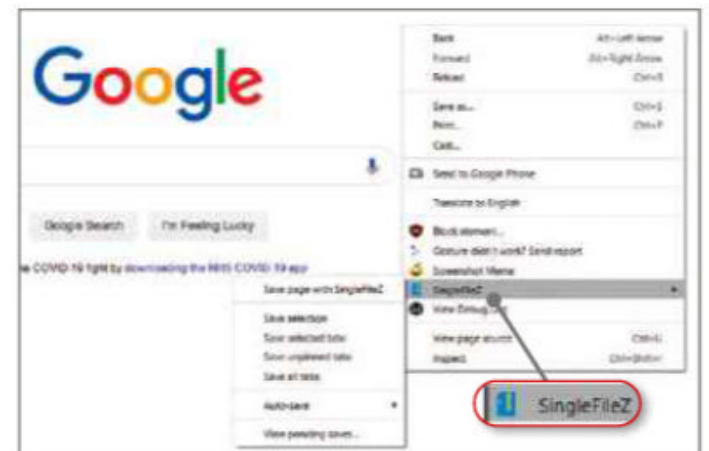 Google
Google Search
I'm Feeling Lucky
COVID-19 fight by downloading the NHS COVID-19 app
Back Alt+Left Arrow
Forward Alt+Right Arrow
Reload Ctrl+R
Save as... Ctrl+S
Print... Ctrl+P
Cast...
Send to Google Phone
Translate to English
Block element...
Gesture didn't work? Send report
Screenshot Menu
SingleFileZ
View page source Ctrl+U
Inspect
Save page with SingleFileZ
Save selection
Save selected tabs
Save unpinned tabs
Save all tabs
Auto-save
View pending saves...
SingleFileZ